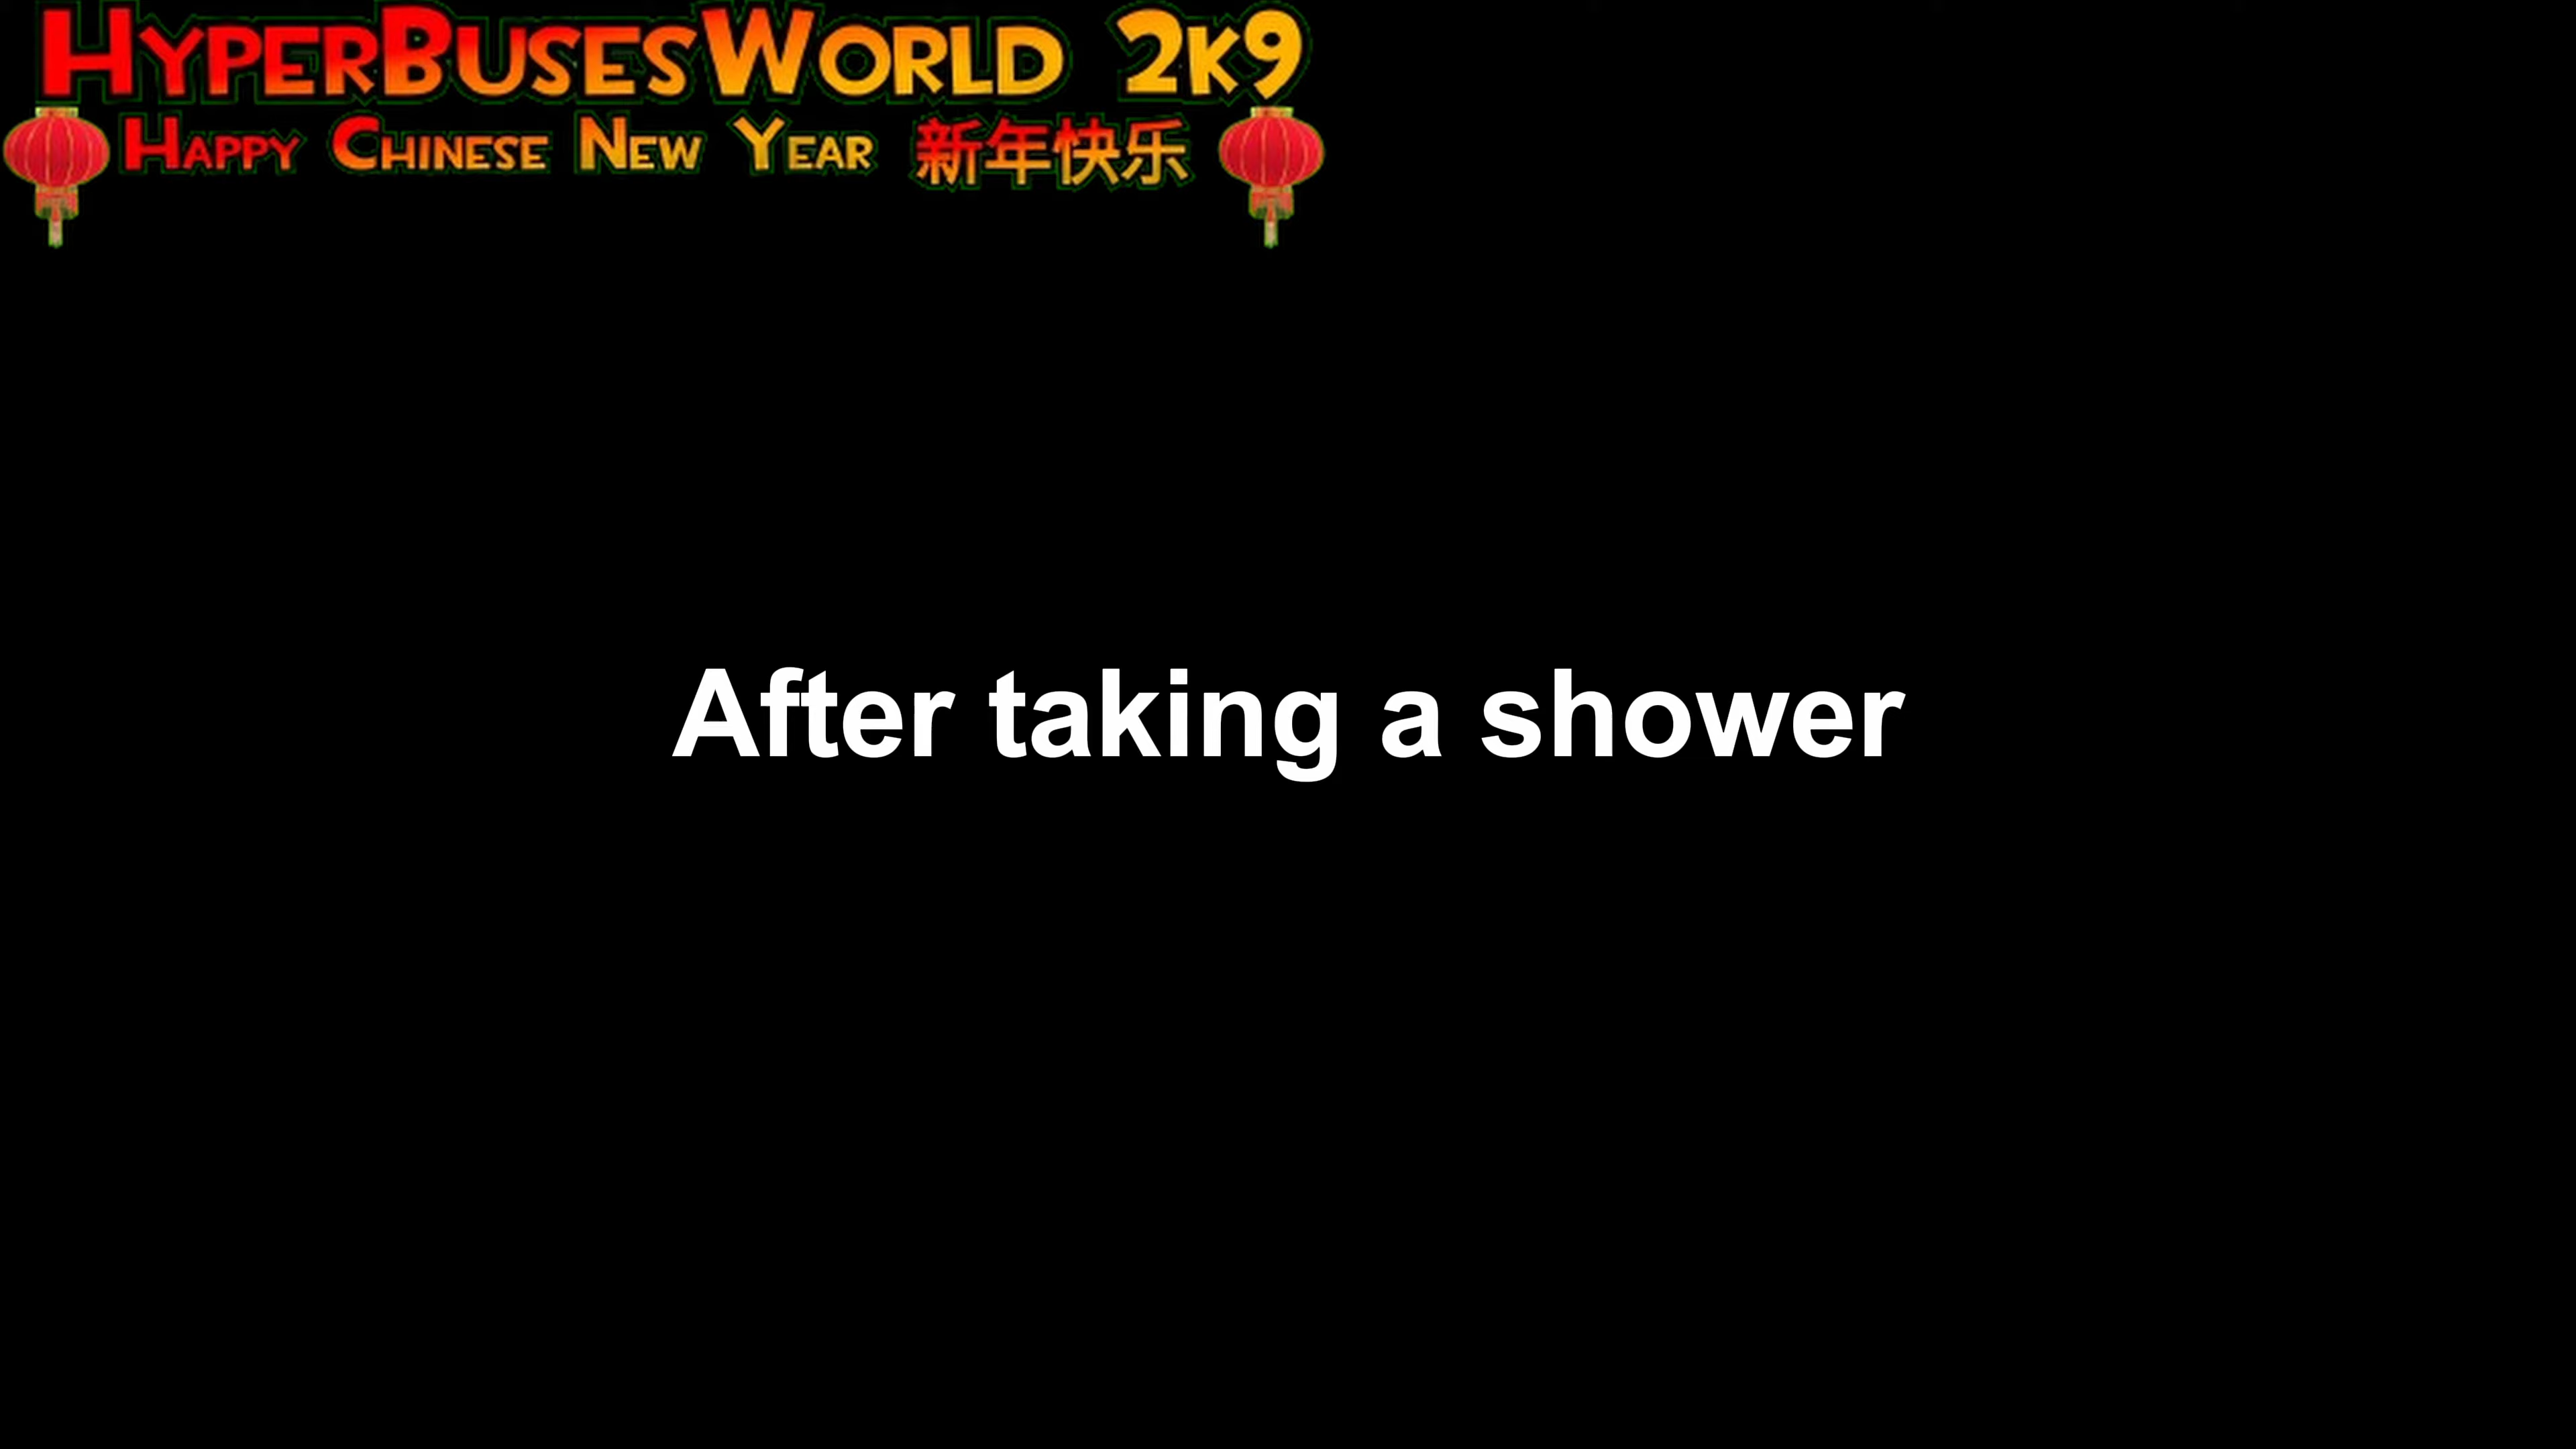 HyperBusesWorld 2k9
Happy Chinese New Year 新年快乐
After taking a shower